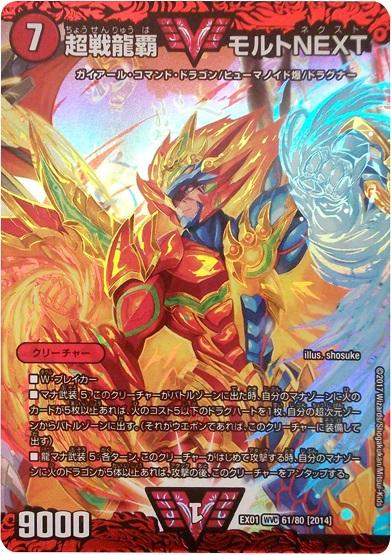 7
ちょうせんりゅう は
ネクスト
超戦龍覇 V モルトNEXT
ガイアール・コマンド・ドラゴン/ヒューマノイド爆/ドラグナー
クリーチャー
illus. shosuke
■W・ブレイカー
■マナ武装 5:このクリーチャーがバトルゾーンに出た時、自分のマナゾーンに火の
カードが5枚以上あれば、火のコスト5以下のドラグハートを1枚、自分の超次元ゾー
ンからバトルゾーンに出す。(それがウエポンであれば、このクリーチャーに装備して
出す)
■龍マナ武装 5:各ターン、このクリーチャーがはじめて攻撃する時、自分のマナゾー
ンに火のドラゴンが5体以上あれば、攻撃の後、このクリーチャーをアンタップする。
9000
V
EX01 WVC 61/80 [2014]
©2017 Wizards/Shogakukan/Mitsui-Kids